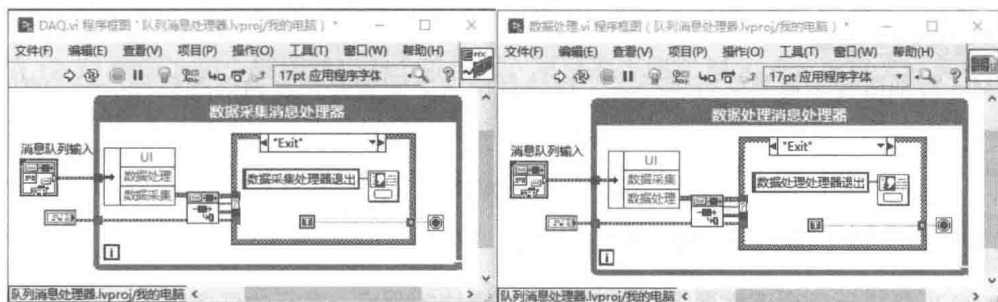 DAQ.vi 程序框图 * 队列消息处理器.lvproj/我的电脑 ) *
文件(F) 编辑(E) 查看(V) 项目(P) 操作(O) 工具(T) 窗口(W) 帮助(H)
17pt 应用程序字体
数据采集消息处理器
"Exit"
消息队列输入
UI
数据处理
数据采集
数据采集处理器退出
T
i
队列消息处理器.lvproj/我的电脑
数据处理.vi 程序框图 ( 队列消息处理器.lvproj/我的电脑 ) *
文件(F) 编辑(E) 查看(V) 项目(P) 操作(O) 工具(T) 窗口(W) 帮助(H)
17pt 应用程序字体
数据处理消息处理器
"Exit"
消息队列输入
UI
数据采集
数据处理
数据处理处理器退出
T
i
队列消息处理器.lvproj/我的电脑